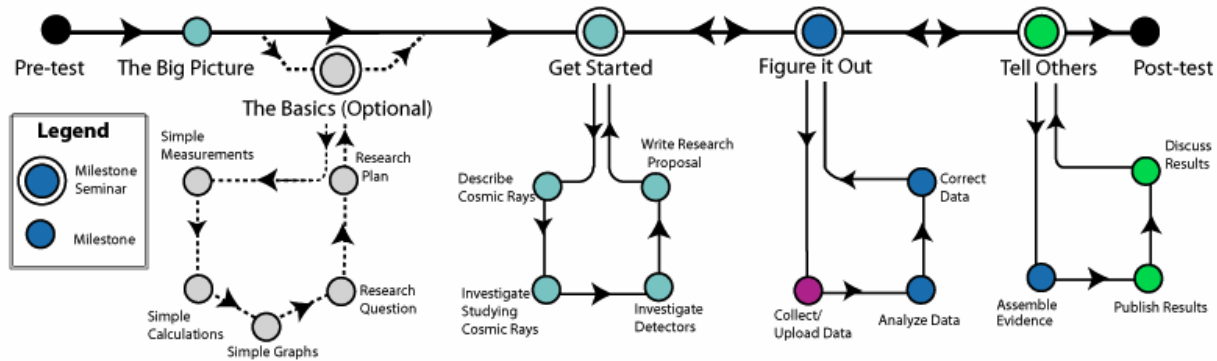 Pre-test
The Big Picture
The Basics (Optional)
Get Started
Figure it Out
Tell Others
Post-test
Legend
Milestone
Seminar
Milestone
Simple
Measurements
Research
Plan
Simple
Calculations
Simple Graphs
Research
Question
Describe
Cosmic Rays
Write Research
Proposal
Investigate
Studying
Cosmic Rays
Investigate
Detectors
Correct
Data
Collect/
Upload Data
Analyze Data
Discuss
Results
Assemble
Evidence
Publish Results